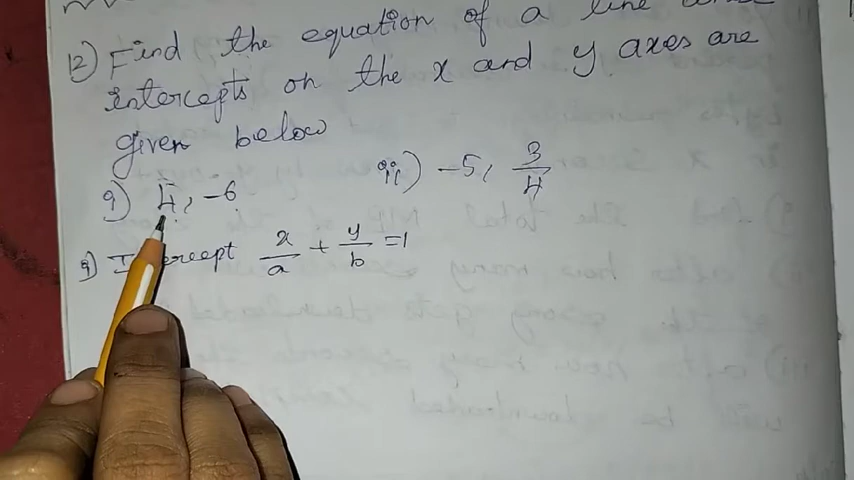 12) Find the equation of a line
intercepts on the x and y axes are
given below
i) 4, -6 ii) -5, 3/4
i) Intercept x/a + y/b = 1